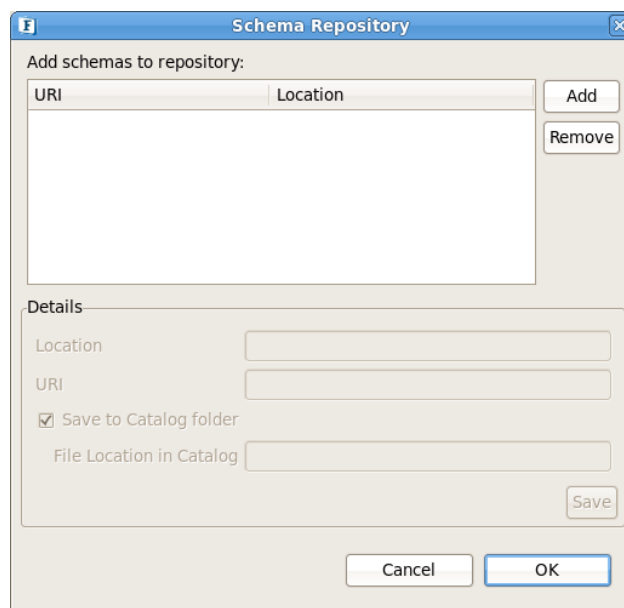 Schema Repository
Add schemas to repository:
URI Location
Add
Remove
Details
Location
URI
Save to Catalog folder
File Location in Catalog
Save
Cancel OK